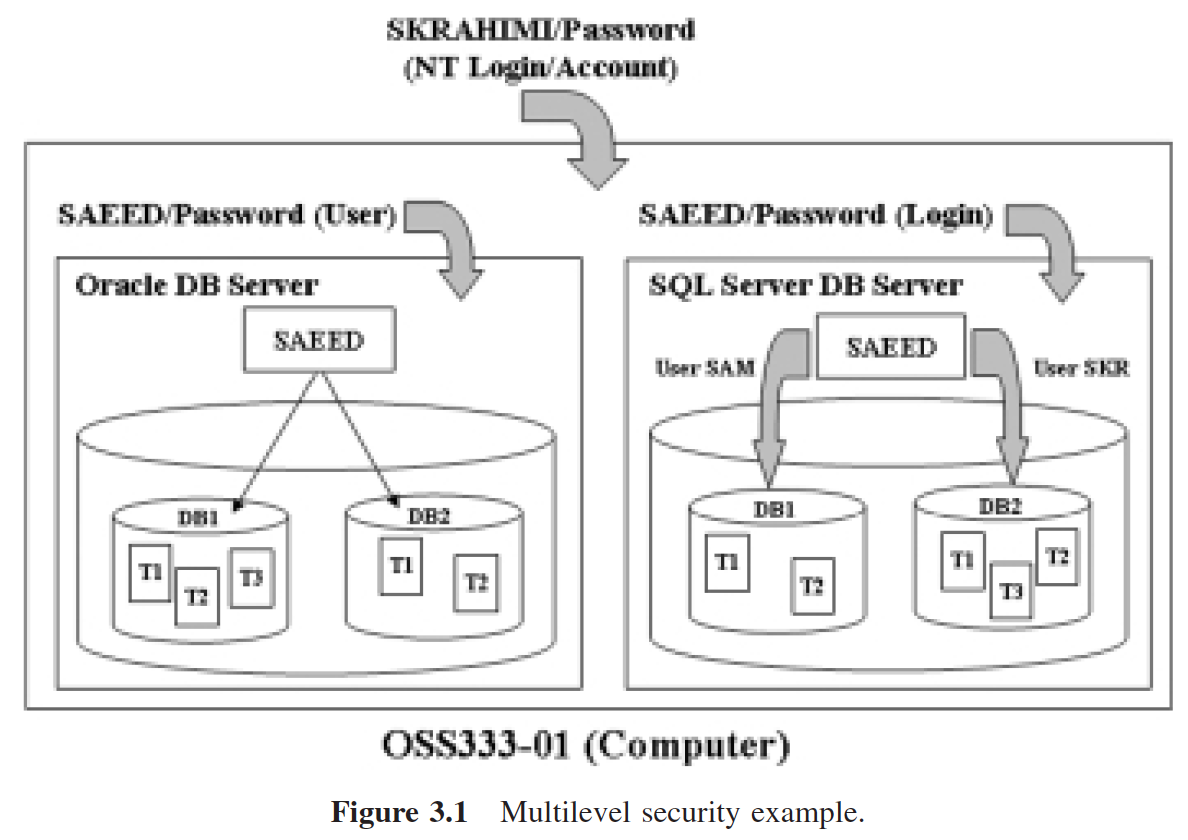 SKRAHIMI/Password
(NT Login/Account)
SAEED/Password (User)
SAEED/Password (Login)
Oracle DB Server
SAEED
DB1
T1
T2
T3
DB2
T1
T2
SQL Server DB Server
SAEED
User SAM
User SKR
DB1
T1
T2
DB2
T1
T3
T2
OSS333-01 (Computer)
Figure 3.1 Multilevel security example.